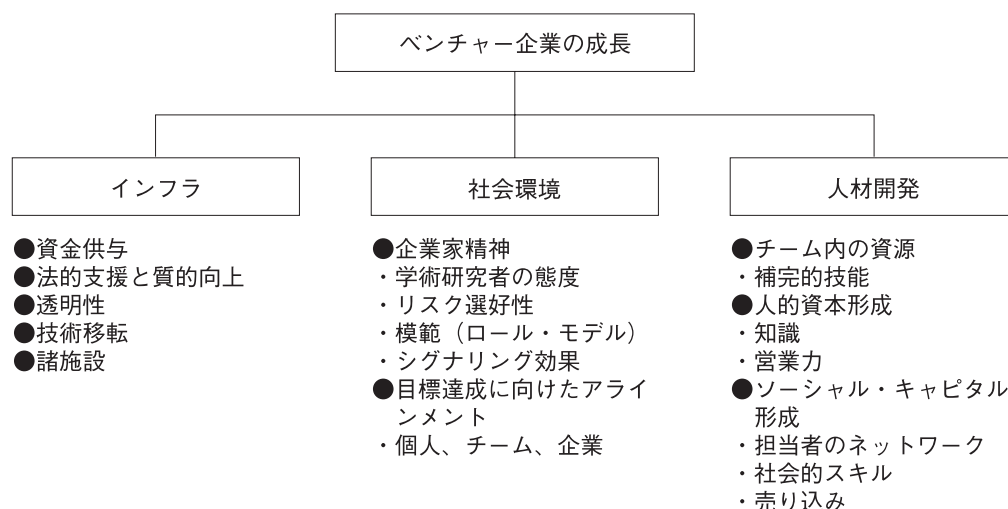 ベンチャー企業の成長
インフラ
●資金供与
●法的支援と質的向上
●透明性
●技術移転
●諸施設
社会環境
●企業家精神
・学術研究者の態度
・リスク選好性
・模範（ロール・モデル）
・シグナリング効果
●目標達成に向けたアライ
ンメント
・個人、チーム、企業
人材開発
●チーム内の資源
・補完的技能
●人的資本形成
・知識
・営業力
●ソーシャル・キャピタル
形成
・担当者のネットワーク
・社会的スキル
・売り込み